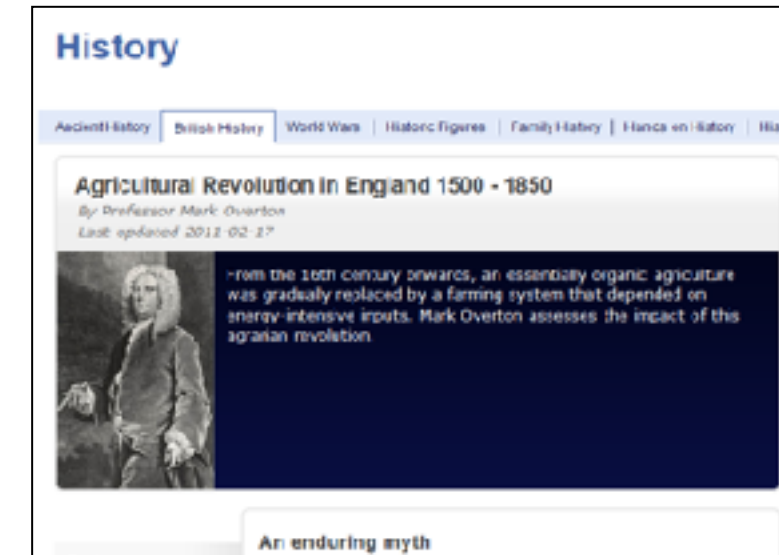 History
Ancient History British History World Wars Historic Figures Family History Hands on History
Agricultural Revolution in England 1500 - 1850
By Professor Mark Overton
Last updated 2011-02-17
From the 16th century onwards, an essentially organic agriculture
was gradually replaced by a farming system that depended on
energy-intensive inputs. Mark Overton assesses the impact of this
agrarian revolution.
An enduring myth